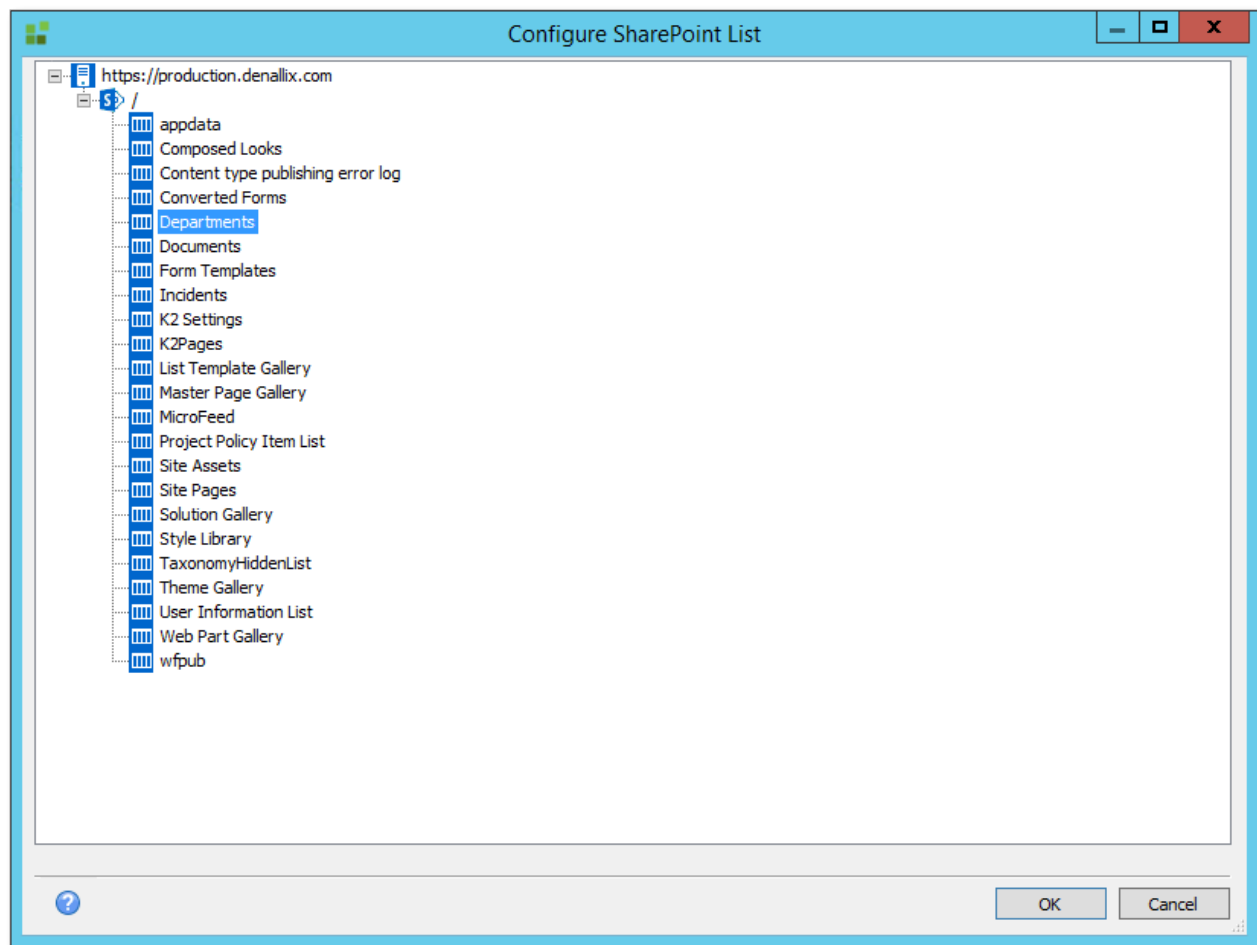 Configure SharePoint List
https://production.denallix.com
/
appdata
Composed Looks
Content type publishing error log
Converted Forms
Departments
Documents
Form Templates
Incidents
K2 Settings
K2Pages
List Template Gallery
Master Page Gallery
MicroFeed
Project Policy Item List
Site Assets
Site Pages
Solution Gallery
Style Library
TaxonomyHiddenList
Theme Gallery
User Information List
Web Part Gallery
wfpub
OK Cancel